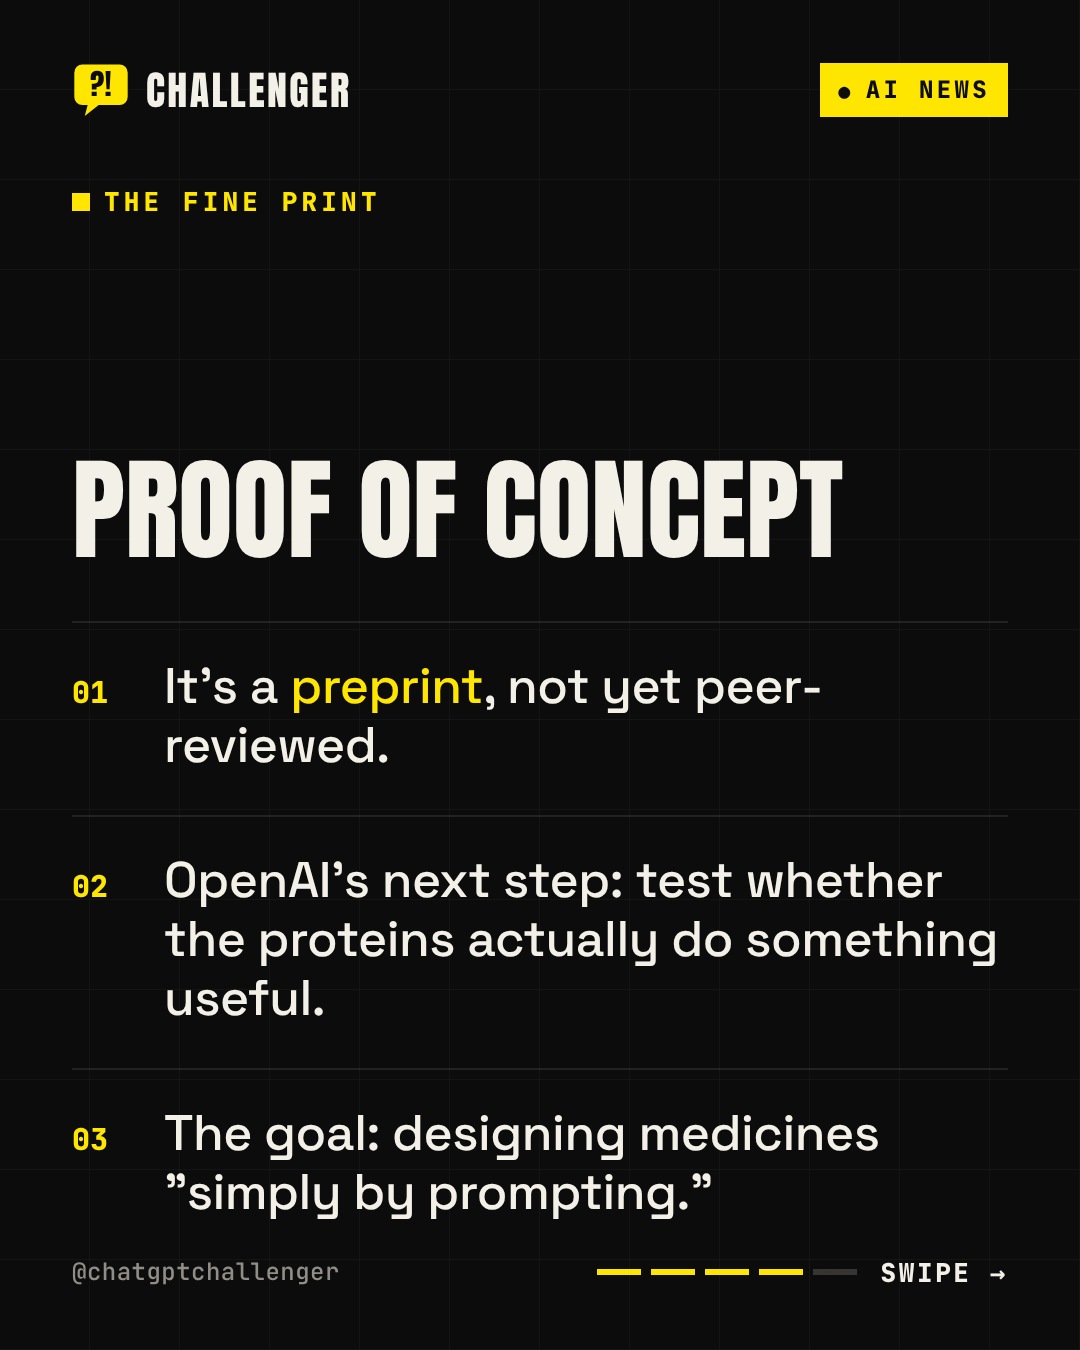 ?! CHALLENGER
● AI NEWS
THE FINE PRINT
PROOF OF CONCEPT
01 It’s a preprint, not yet peer-
reviewed.
02 OpenAI’s next step: test whether
the proteins actually do something
useful.
03 The goal: designing medicines
”simply by prompting.”
@chatgptchallenger
SWIPE →